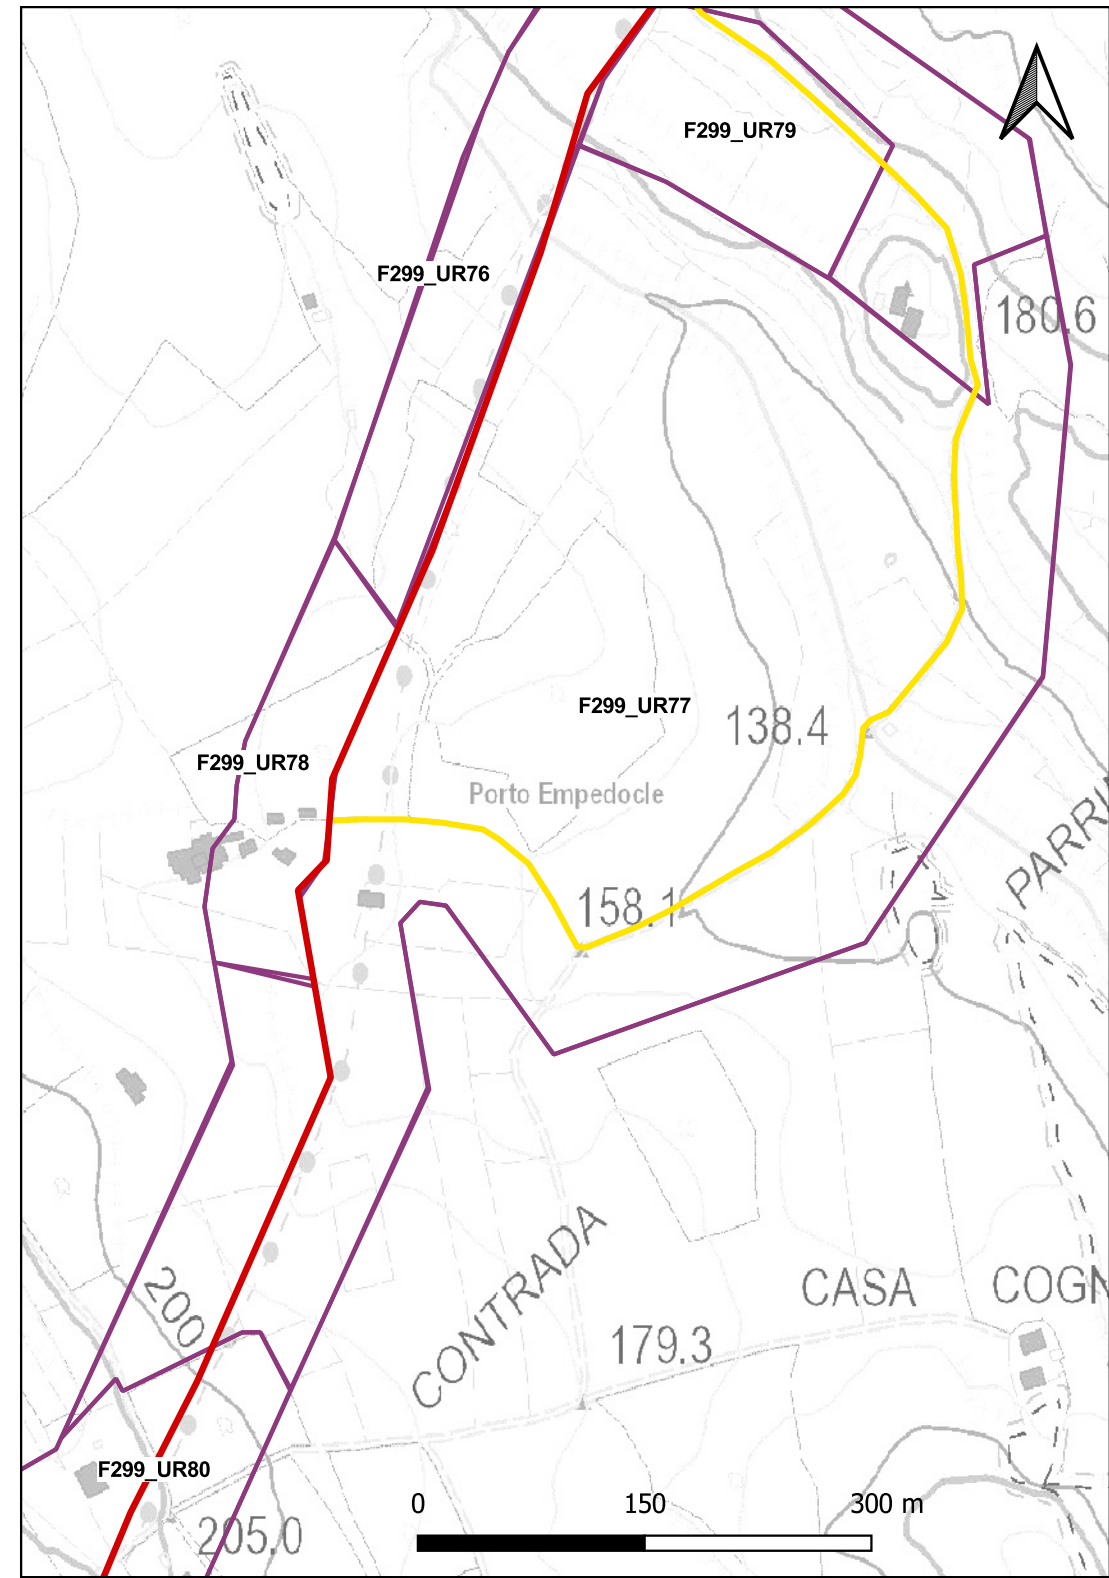 F299_UR79
F299_UR76
180.6
F299_UR77
138.4
F299_UR78
Porto Empedocle
PARRI
158.1
CONTRADA
CASA COGN
200
179.3
F299_UR80
205.0
0 150 300 m